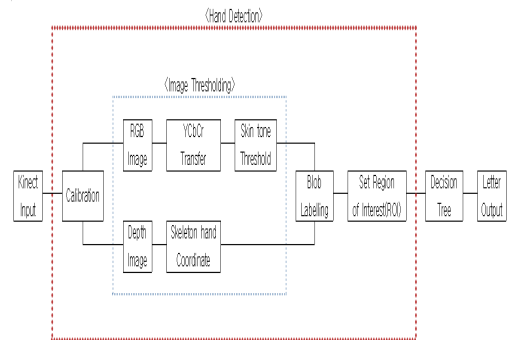 〈Hand Detection〉
〈Image Thresholding〉
RGB
Image
YCbCr
Transfer
Skin tone
Threshold
Kinect
Input
Calibration
Depth
Image
Skeleton hand
Coordinate
Blob
Labelling
Set Region
of Interest(ROI)
Decision
Tree
Letter
Output